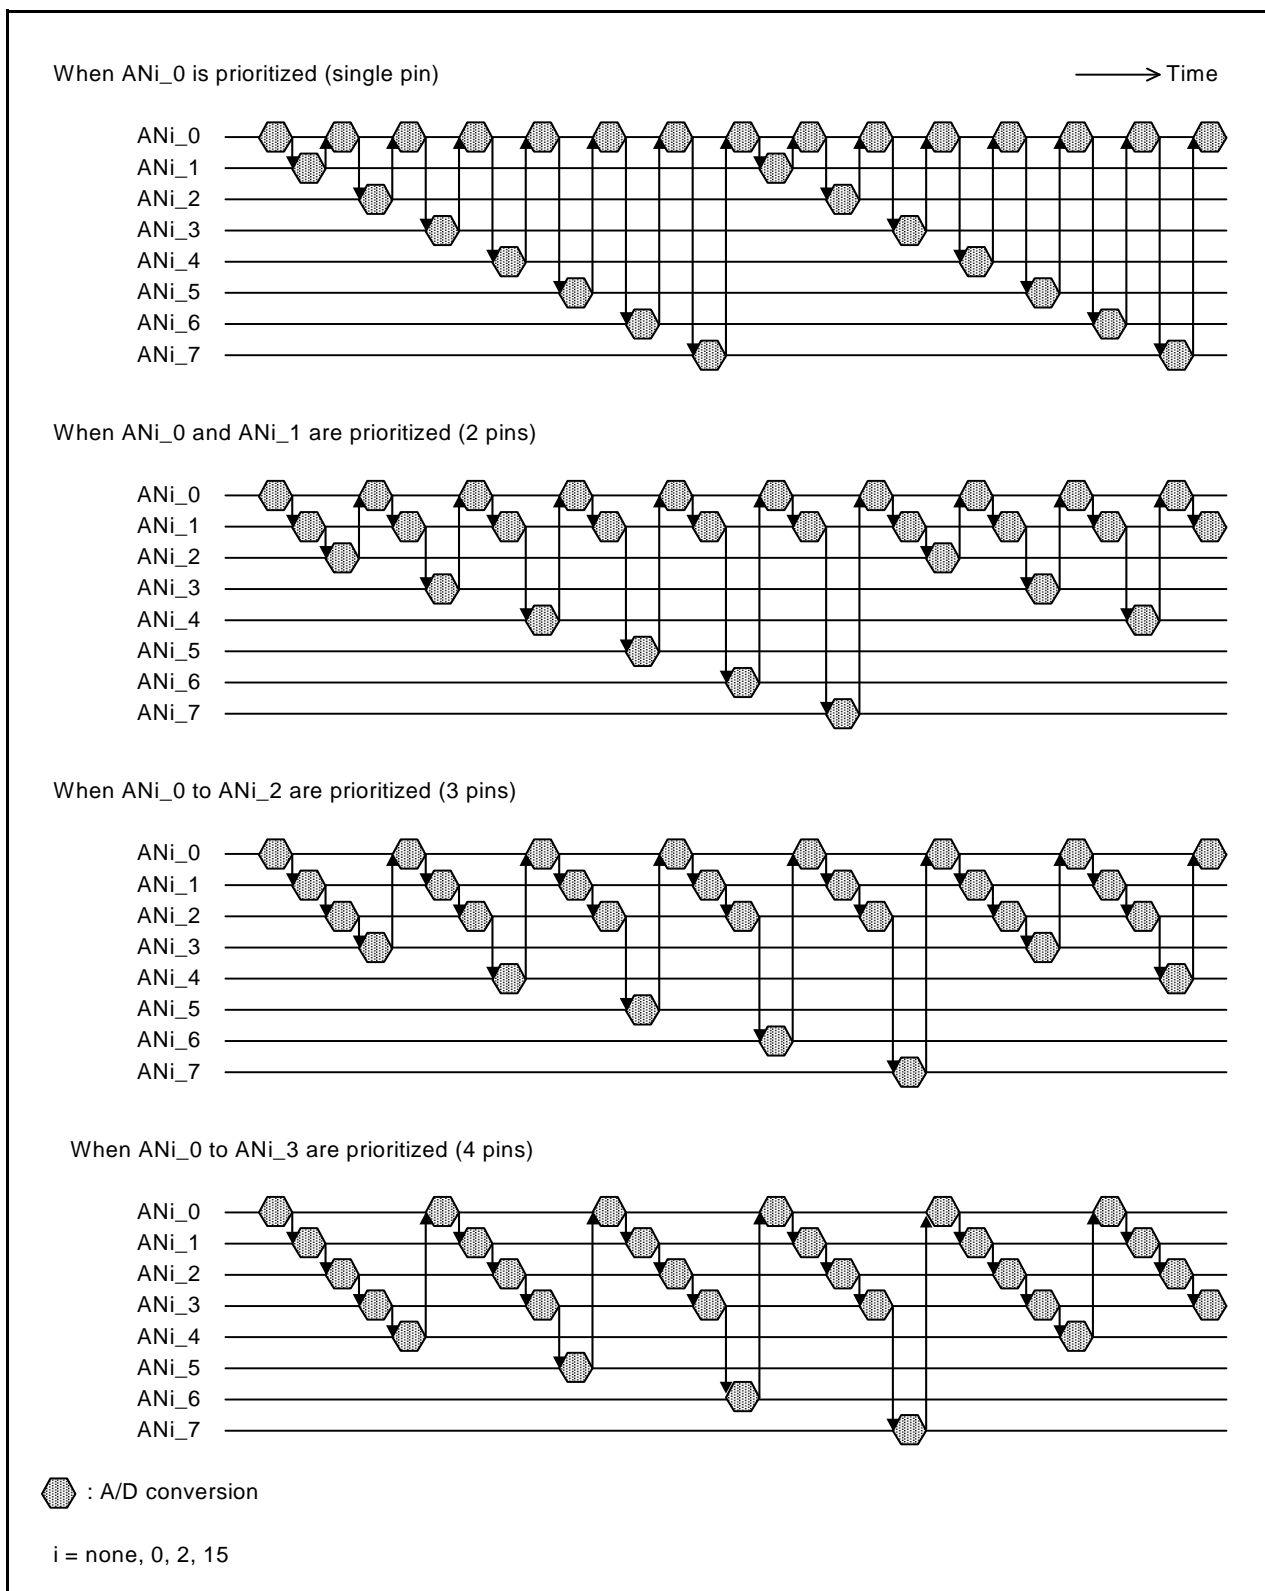 When ANi_0 is prioritized (single pin)
Time
ANi_0
ANi_1
ANi_2
ANi_3
ANi_4
ANi_5
ANi_6
ANi_7
When ANi_0 and ANi_1 are prioritized (2 pins)
ANi_0
ANi_1
ANi_2
ANi_3
ANi_4
ANi_5
ANi_6
ANi_7
When ANi_0 to ANi_2 are prioritized (3 pins)
ANi_0
ANi_1
ANi_2
ANi_3
ANi_4
ANi_5
ANi_6
ANi_7
When ANi_0 to ANi_3 are prioritized (4 pins)
ANi_0
ANi_1
ANi_2
ANi_3
ANi_4
ANi_5
ANi_6
ANi_7
: A/D conversion
i = none, 0, 2, 15